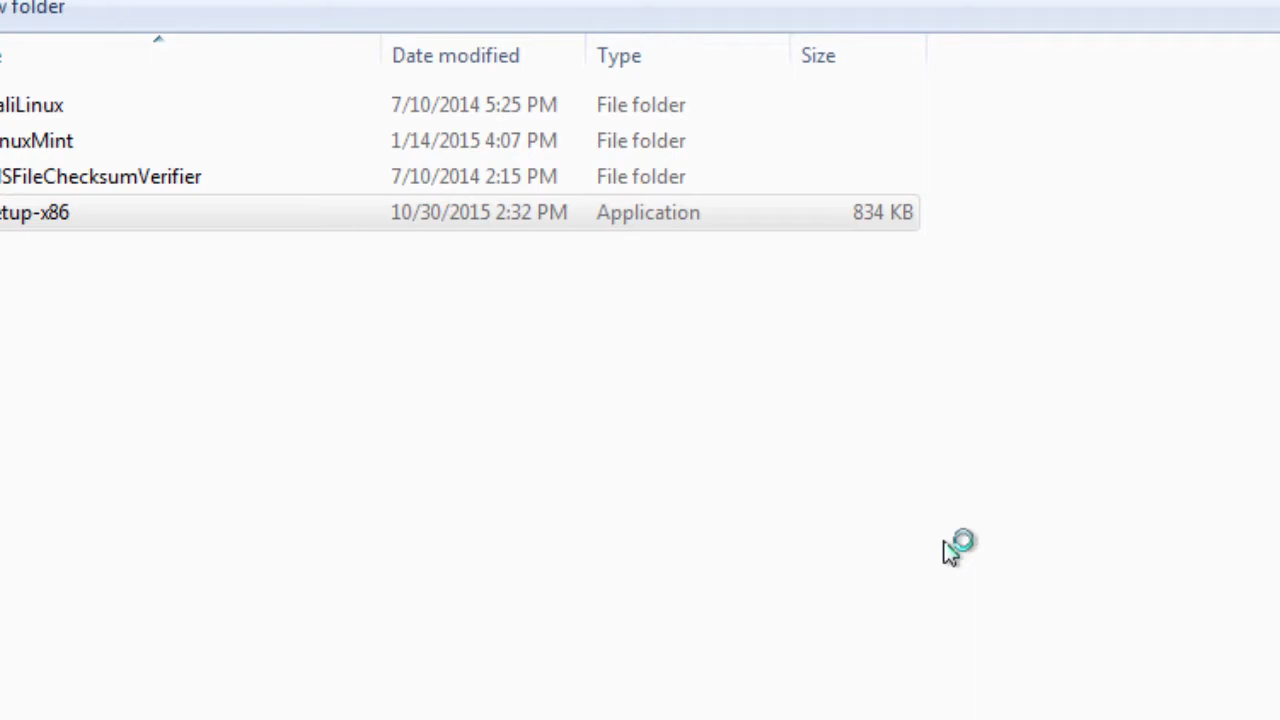 w folder
Date modified Type Size
aliLinux 7/10/2014 5:25 PM File folder
nuxMint 1/14/2015 4:07 PM File folder
ISFileChecksumVerifier 7/10/2014 2:15 PM File folder
etup-x86 10/30/2015 2:32 PM Application 834 KB